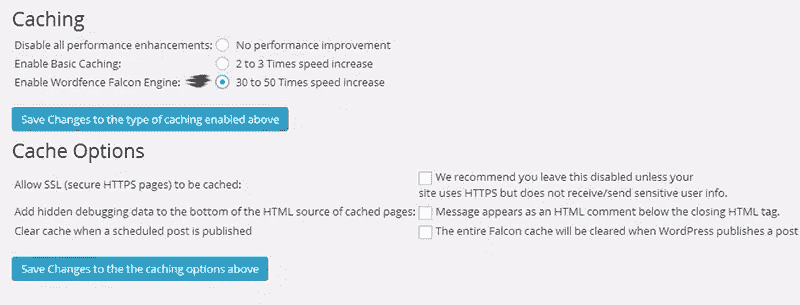 Caching
Disable all performance enhancements: No performance improvement
Enable Basic Caching: 2 to 3 Times speed increase
Enable Wordfence Falcon Engine: 30 to 50 Times speed increase
Save Changes to the type of caching enabled above
Cache Options
Allow SSL (secure HTTPS pages) to be cached: We recommend you leave this disabled unless your
site uses HTTPS but does not receive/send sensitive user info.
Add hidden debugging data to the bottom of the HTML source of cached pages: Message appears as an HTML comment below the closing HTML tag.
Clear cache when a scheduled post is published The entire Falcon cache will be cleared when WordPress publishes a post
Save Changes to the the caching options above